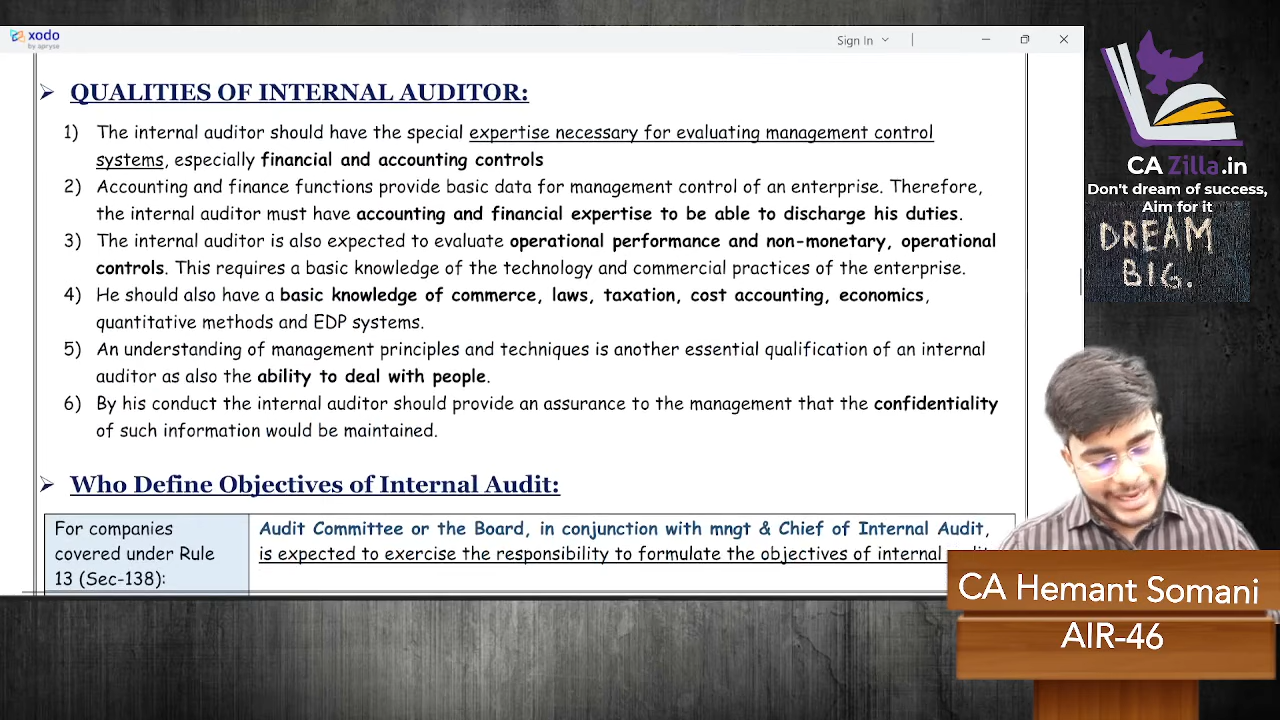 xodo
by apryse
Sign In
QUALITIES OF INTERNAL AUDITOR:
1) The internal auditor should have the special expertise necessary for evaluating management control
systems, especially financial and accounting controls
2) Accounting and finance functions provide basic data for management control of an enterprise. Therefore,
the internal auditor must have accounting and financial expertise to be able to discharge his duties.
3) The internal auditor is also expected to evaluate operational performance and non-monetary, operational
controls. This requires a basic knowledge of the technology and commercial practices of the enterprise.
4) He should also have a basic knowledge of commerce, laws, taxation, cost accounting, economics,
quantitative methods and EDP systems.
5) An understanding of management principles and techniques is another essential qualification of an internal
auditor as also the ability to deal with people.
6) By his conduct the internal auditor should provide an assurance to the management that the confidentiality
of such information would be maintained.
Who Define Objectives of Internal Audit:
For companies
covered under Rule
13 (Sec-138):
Audit Committee or the Board, in conjunction with mngt & Chief of Internal Audit,
is expected to exercise the responsibility to formulate the objectives of internal
CA Zilla.in
Don't dream of success,
Aim for it
DREAM
BIG.
CA Hemant Somani
AIR-46